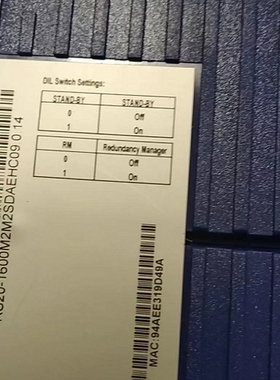 DIL Switch Settings:
STAND-BY STAND-BY
0 Off
1 On
RM Redundancy Manager
0 Off
1 On
RS20-1600M2M2SDAEHC09 0 14
MAC:94AEE319D49A